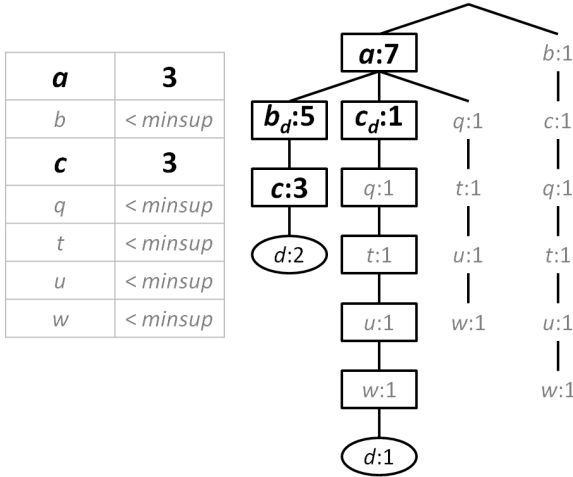 a 3
b < minsup
c 3
q < minsup
t < minsup
u < minsup
w < minsup
a:7 b:1
b_d:5 c_d:1 q:1 c:1
c:3 q:1 t:1 q:1
d:2 t:1 u:1 t:1
u:1 w:1 u:1
w:1 w:1
d:1